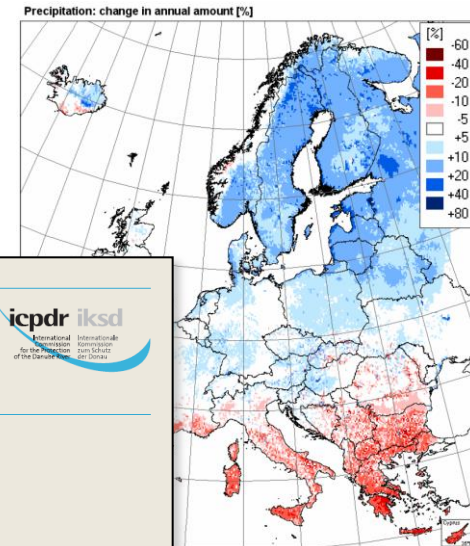 Precipitation: change in annual amount [%]
[%]
-60
-40
-20
-10
-5
+5
+10
+20
+40
+80
icpdr iksd
International
Commission
for the Protection
of the Danube River
Internationale
Kommission
zum Schutz
der Donau
Cyprus